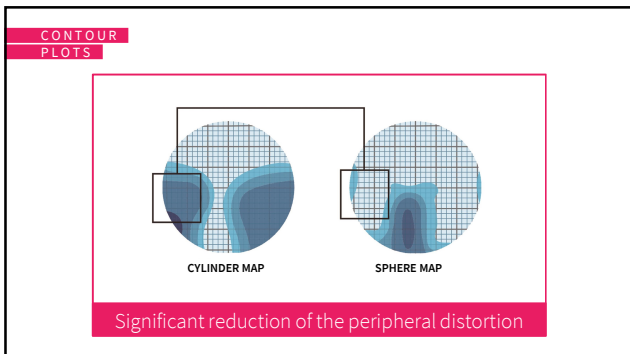 CONTOUR
PLOTS
CYLINDER MAP
SPHERE MAP
Significant reduction of the peripheral distortion